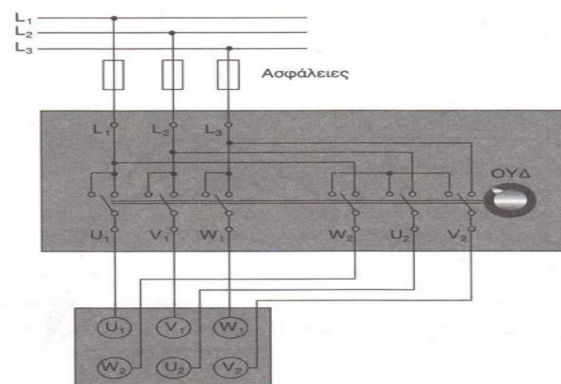 L₁
L₂
L₃
Ασφάλειες
L₁ L₂ L₃
ΟΥΔ
U₁ V₁ W₁ W₂ U₂ V₂
U₁ V₁ W₁
W₂ U₂ V₂